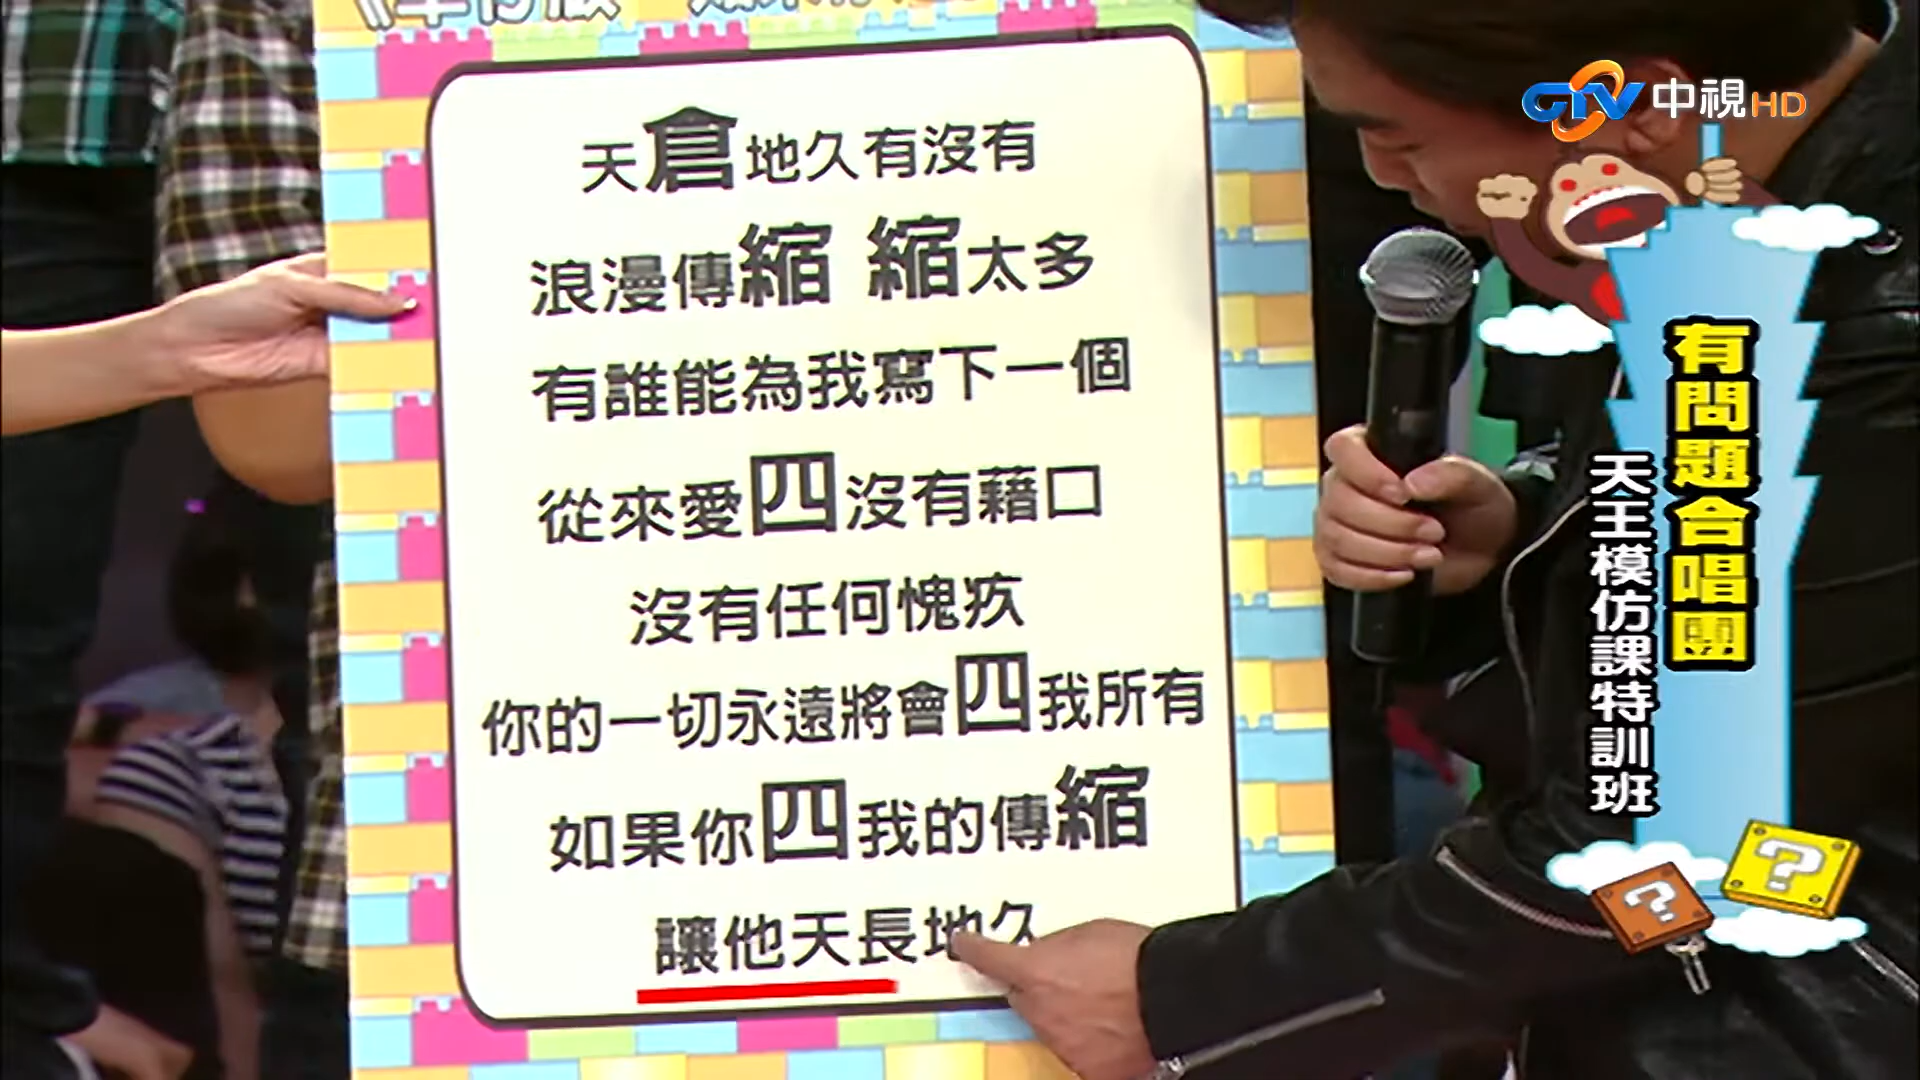 天倉地久有沒有
浪漫傳縮 縮太多
有誰能為我寫下一個
從來愛四沒有藉口
沒有任何愧疚
你的一切永遠將會四我所有
如果你四我的傳縮
讓他天長地久
CTV中視HD
有問題合唱團
天王模仿課特訓班
?
?